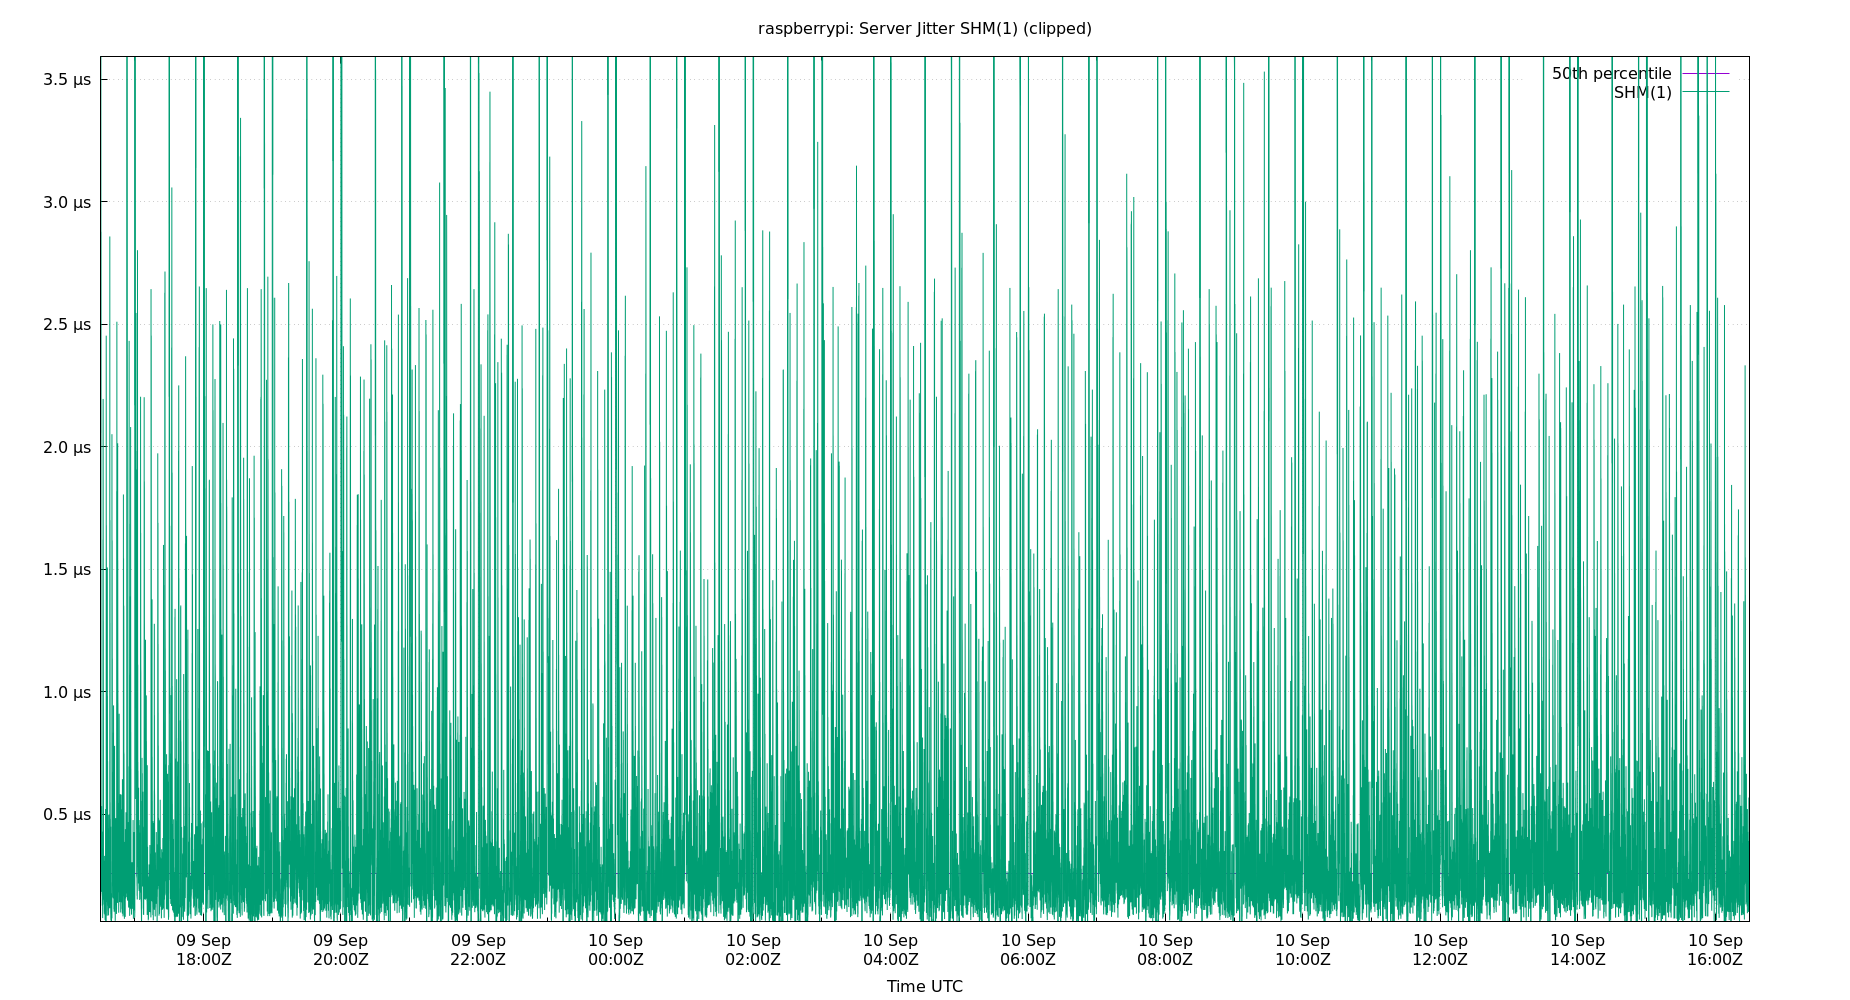 raspberrypi: Server Jitter SHM(1) (clipped)
50th percentile
SHM(1)
3.5 µs
3.0 µs
2.5 µs
2.0 µs
1.5 µs
1.0 µs
0.5 µs
09 Sep 09 Sep 09 Sep 10 Sep 10 Sep 10 Sep 10 Sep 10 Sep 10 Sep 10 Sep 10 Sep 10 Sep
18:00Z 20:00Z 22:00Z 00:00Z 02:00Z 04:00Z 06:00Z 08:00Z 10:00Z 12:00Z 14:00Z 16:00Z
Time UTC